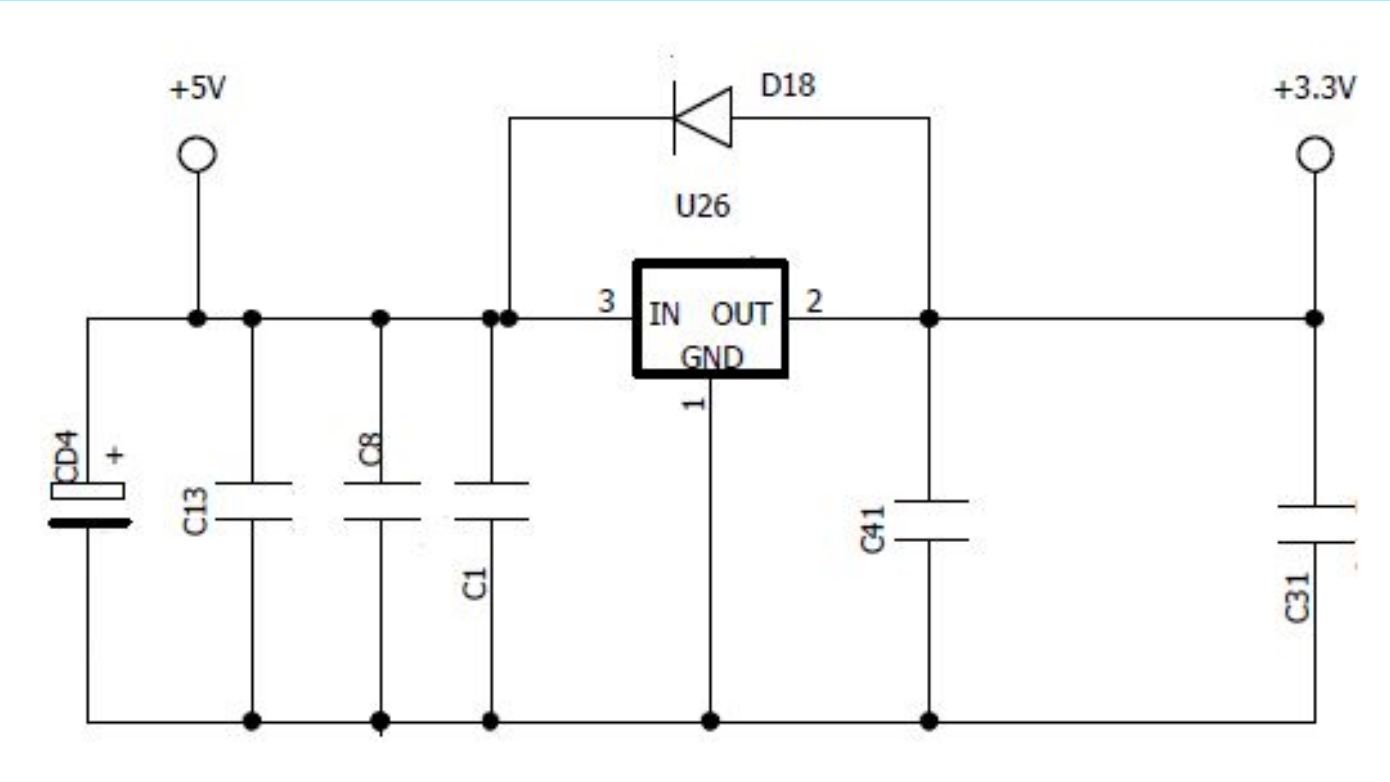 +5V
D18
+3.3V
U26
3
IN OUT
2
GND
1
CD4
+
C13
C8
C1
C41
C31